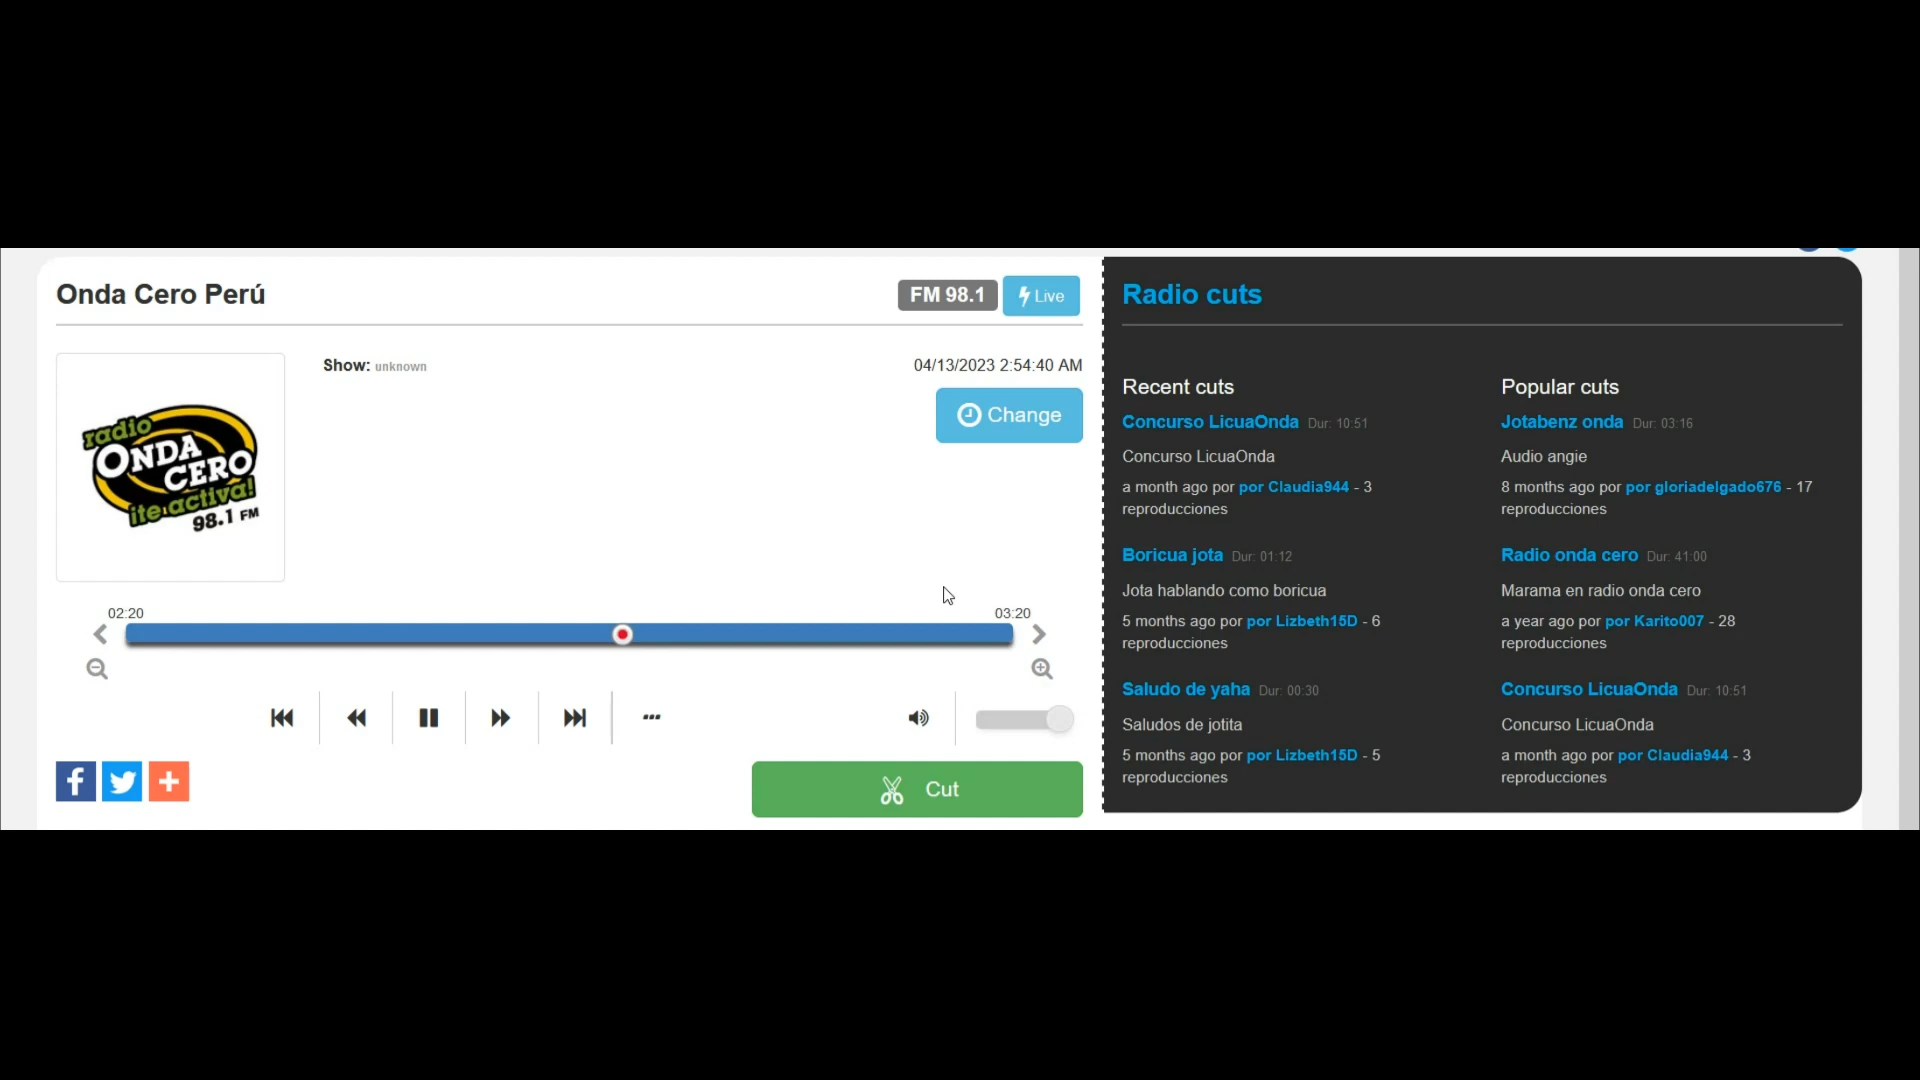 Onda Cero Perú
FM 98.1
Live
Show: unknown
04/13/2023 2:54:40 AM
Change
radio
ONDA
CERO
activa!
98.1 FM
02:20
03:20
Cut
Radio cuts
Recent cuts
Concurso LicuaOnda Dur: 10:51
Concurso LicuaOnda
a month ago por por Claudia944 - 3
reproducciones
Boricua jota Dur: 01:12
Jota hablando como boricua
5 months ago por por Lizbeth15D - 6
reproducciones
Saludo de yaha Dur: 00:30
Saludos de jotita
5 months ago por por Lizbeth15D - 5
reproducciones
Popular cuts
Jotabenz onda Dur: 03:16
Audio angie
8 months ago por por gloriadelgado676 - 17
reproducciones
Radio onda cero Dur: 41:00
Marama en radio onda cero
a year ago por por Karito007 - 28
reproducciones
Concurso LicuaOnda Dur: 10:51
Concurso LicuaOnda
a month ago por por Claudia944 - 3
reproducciones